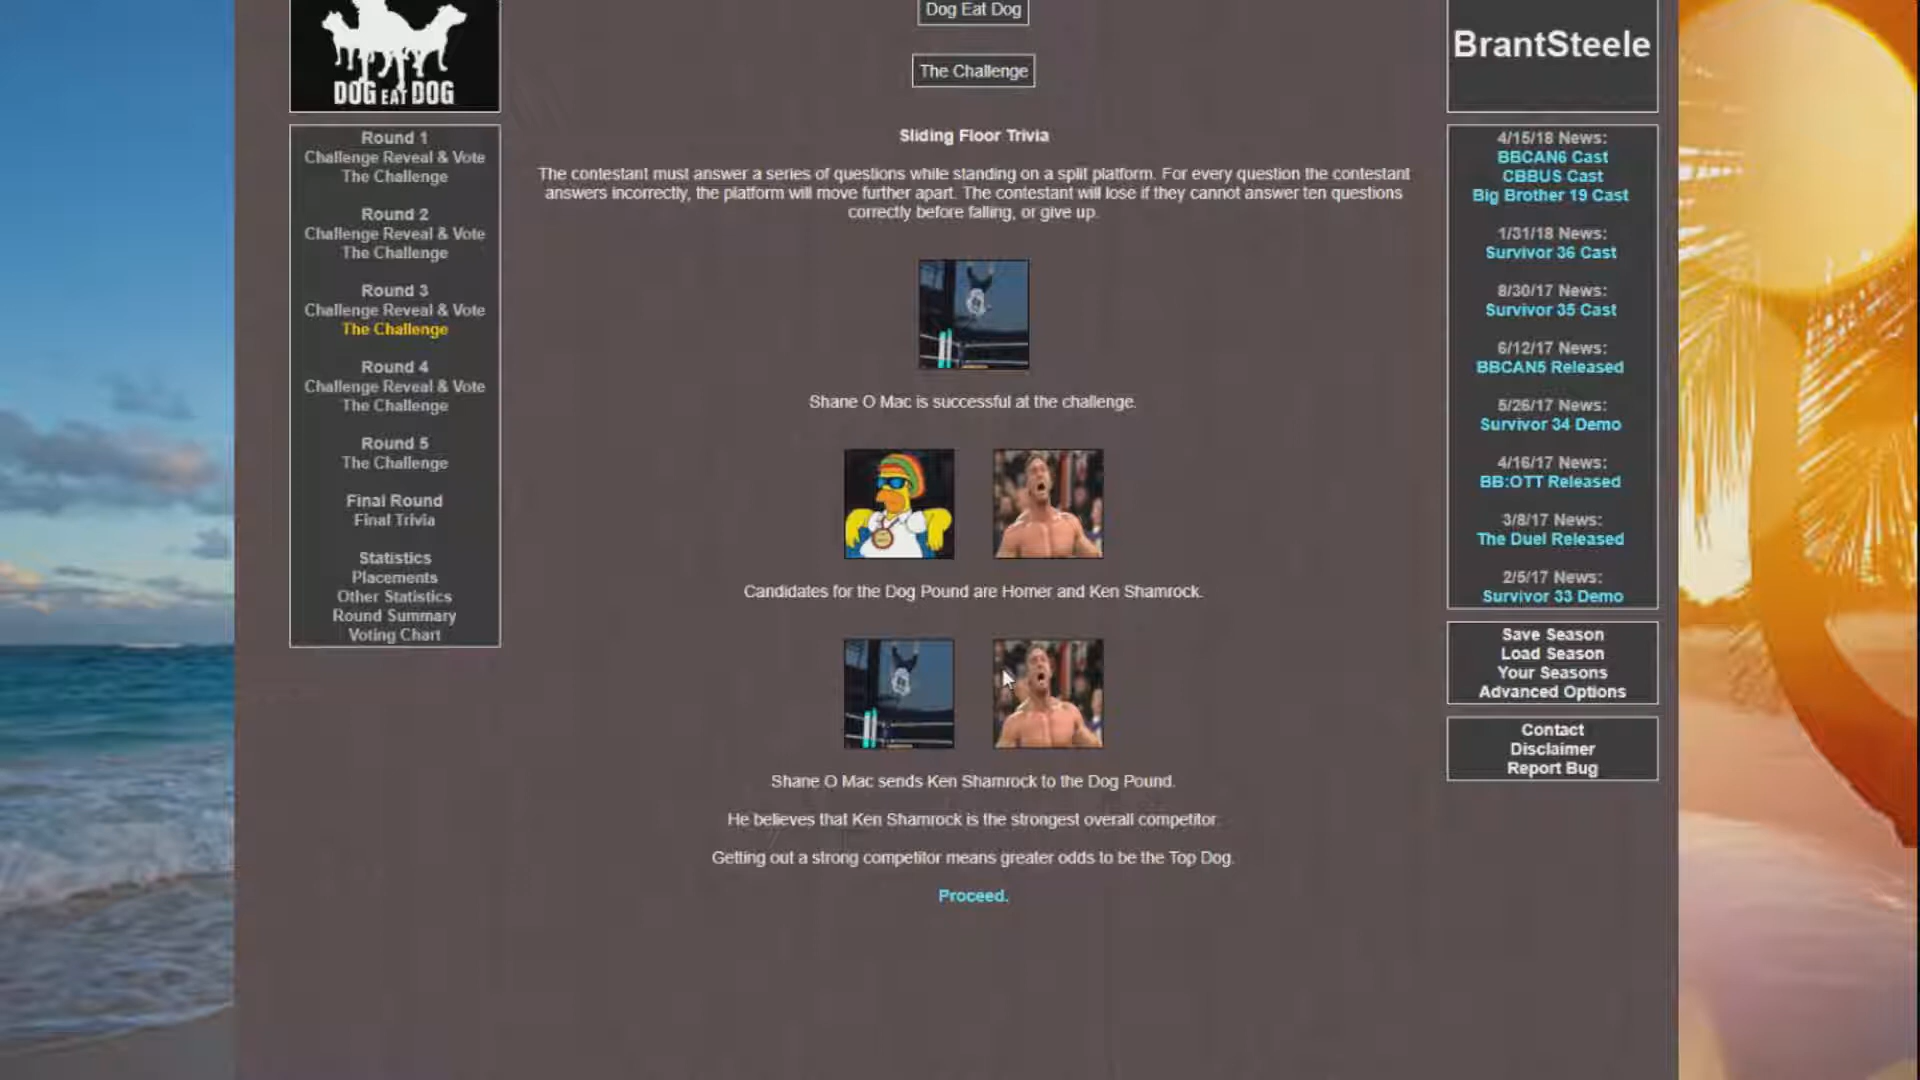 DOG EAT DOG
Round 1
Challenge Reveal & Vote
The Challenge
Round 2
Challenge Reveal & Vote
The Challenge
Round 3
Challenge Reveal & Vote
The Challenge
Round 4
Challenge Reveal & Vote
The Challenge
Round 5
The Challenge
Final Round
Final Trivia
Statistics
Placements
Other Statistics
Round Summary
Voting Chart
Dog Eat Dog
The Challenge
Sliding Floor Trivia
The contestant must answer a series of questions while standing on a split platform. For every question the contestant
answers incorrectly, the platform will move further apart. The contestant will lose if they cannot answer ten questions
correctly before falling, or give up.
Shane O Mac is successful at the challenge.
Candidates for the Dog Pound are Homer and Ken Shamrock.
Shane O Mac sends Ken Shamrock to the Dog Pound.
He believes that Ken Shamrock is the strongest overall competitor.
Getting out a strong competitor means greater odds to be the Top Dog.
Proceed.
BrantSteele
4/15/18 News:
BBCAN6 Cast
CBBUS Cast
Big Brother 19 Cast
1/31/18 News:
Survivor 36 Cast
8/30/17 News:
Survivor 35 Cast
6/12/17 News:
BBCAN5 Released
5/26/17 News:
Survivor 34 Demo
4/16/17 News:
BB:OTT Released
3/8/17 News:
The Duel Released
2/5/17 News:
Survivor 33 Demo
Save Season
Load Season
Your Seasons
Advanced Options
Contact
Disclaimer
Report Bug